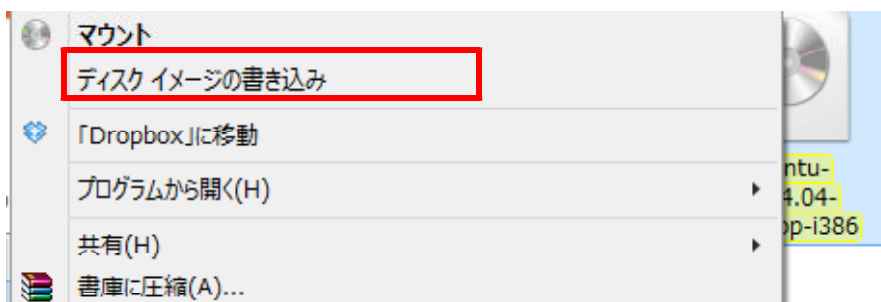 マウント
ディスク イメージの書き込み
「Dropbox」に移動
プログラムから開く(H)
共有(H)
書庫に圧縮(A)...
ntu-
4.04-
op-i386